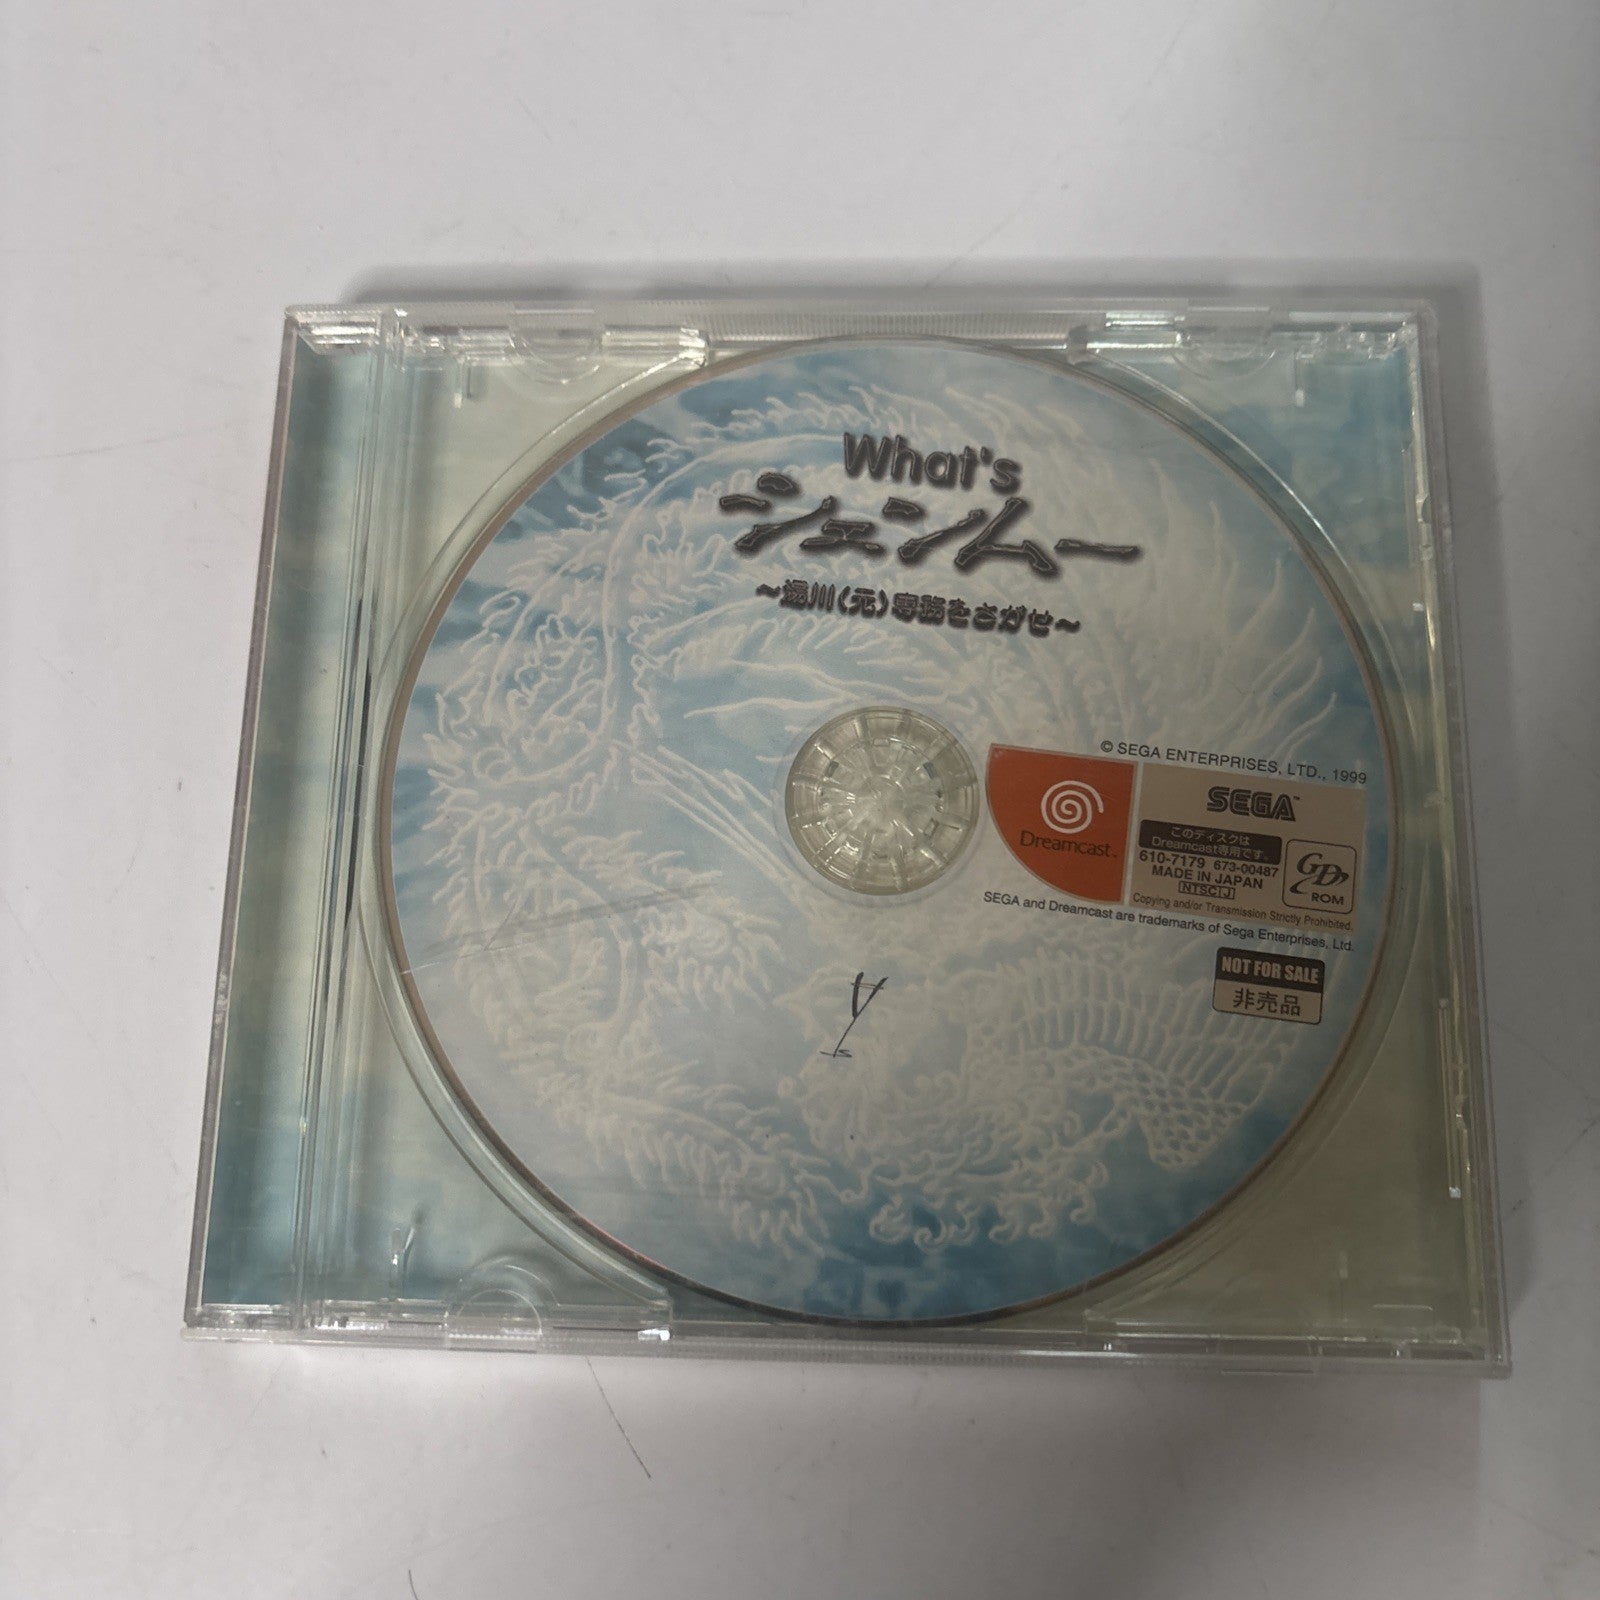 What's
シェンムー
～湯川(元)専務をさがせ～
© SEGA ENTERPRISES, LTD., 1999
Dreamcast™
SEGA™
このディスクは
Dreamcast専用です。
610-7179 673-00487
MADE IN JAPAN
NTSC J
GD
ROM
Copying and/or Transmission Strictly Prohibited.
SEGA and Dreamcast are trademarks of Sega Enterprises, Ltd.
NOT FOR SALE
非売品